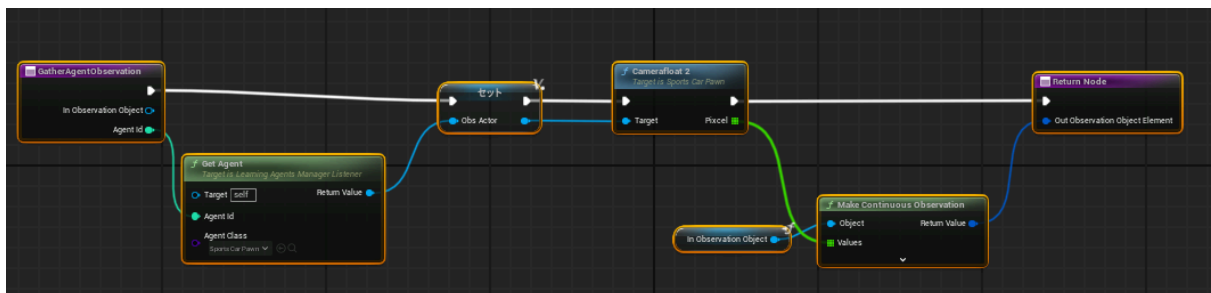 GatherAgentObservation
In Observation Object
Agent Id
f Get Agent
Target is Learning Agents Manager Listener
Target self
Return Value
Agent Id
Agent Class
Sports Car Pawn
セット
Obs Actor
f Camerafloat 2
Target is Sports Car Pawn
Target
Pixcel
In Observation Object
f Make Continuous Observation
Object
Return Value
Values
Return Node
Out Observation Object Element